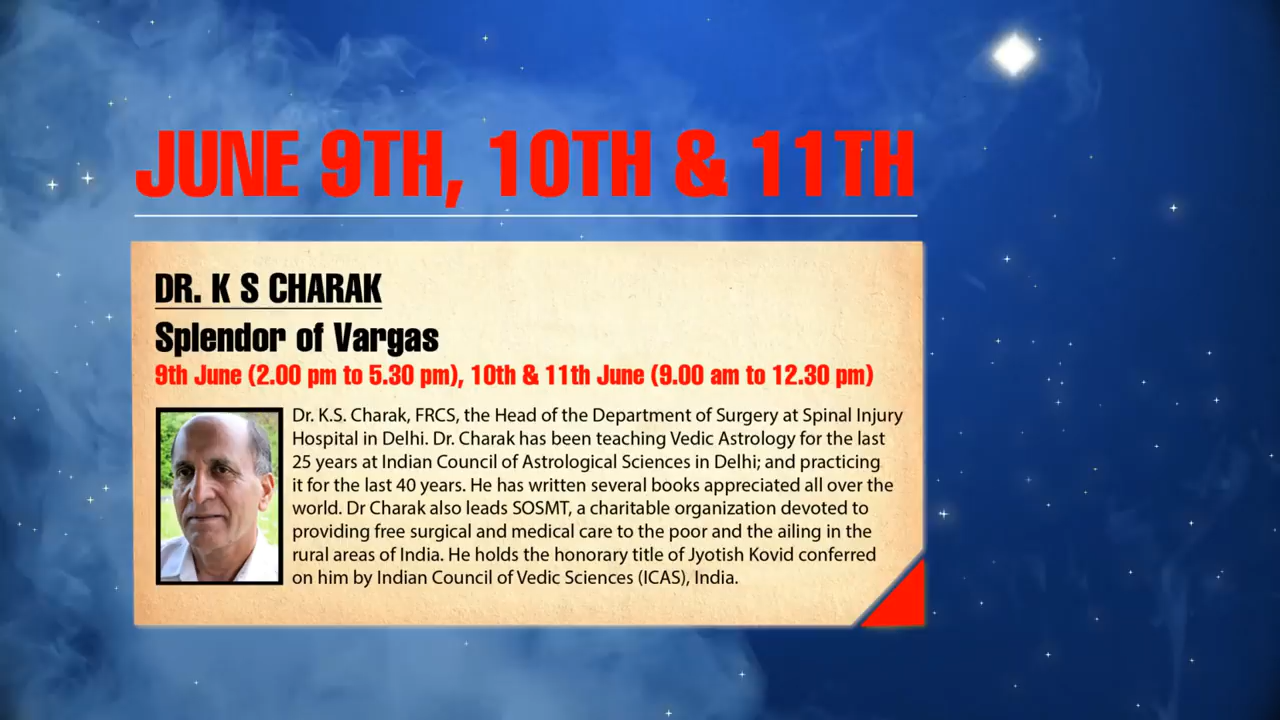 JUNE 9TH, 10TH & 11TH
DR. K S CHARAK
Splendor of Vargas
9th June (2.00 pm to 5.30 pm), 10th & 11th June (9.00 am to 12.30 pm)
Dr. K.S. Charak, FRCS, the Head of the Department of Surgery at Spinal Injury
Hospital in Delhi. Dr. Charak has been teaching Vedic Astrology for the last
25 years at Indian Council of Astrological Sciences in Delhi; and practicing
it for the last 40 years. He has written several books appreciated all over the
world. Dr Charak also leads SOSMT, a charitable organization devoted to
providing free surgical and medical care to the poor and the ailing in the
rural areas of India. He holds the honorary title of Jyotish Kovid conferred
on him by Indian Council of Vedic Sciences (ICAS), India.